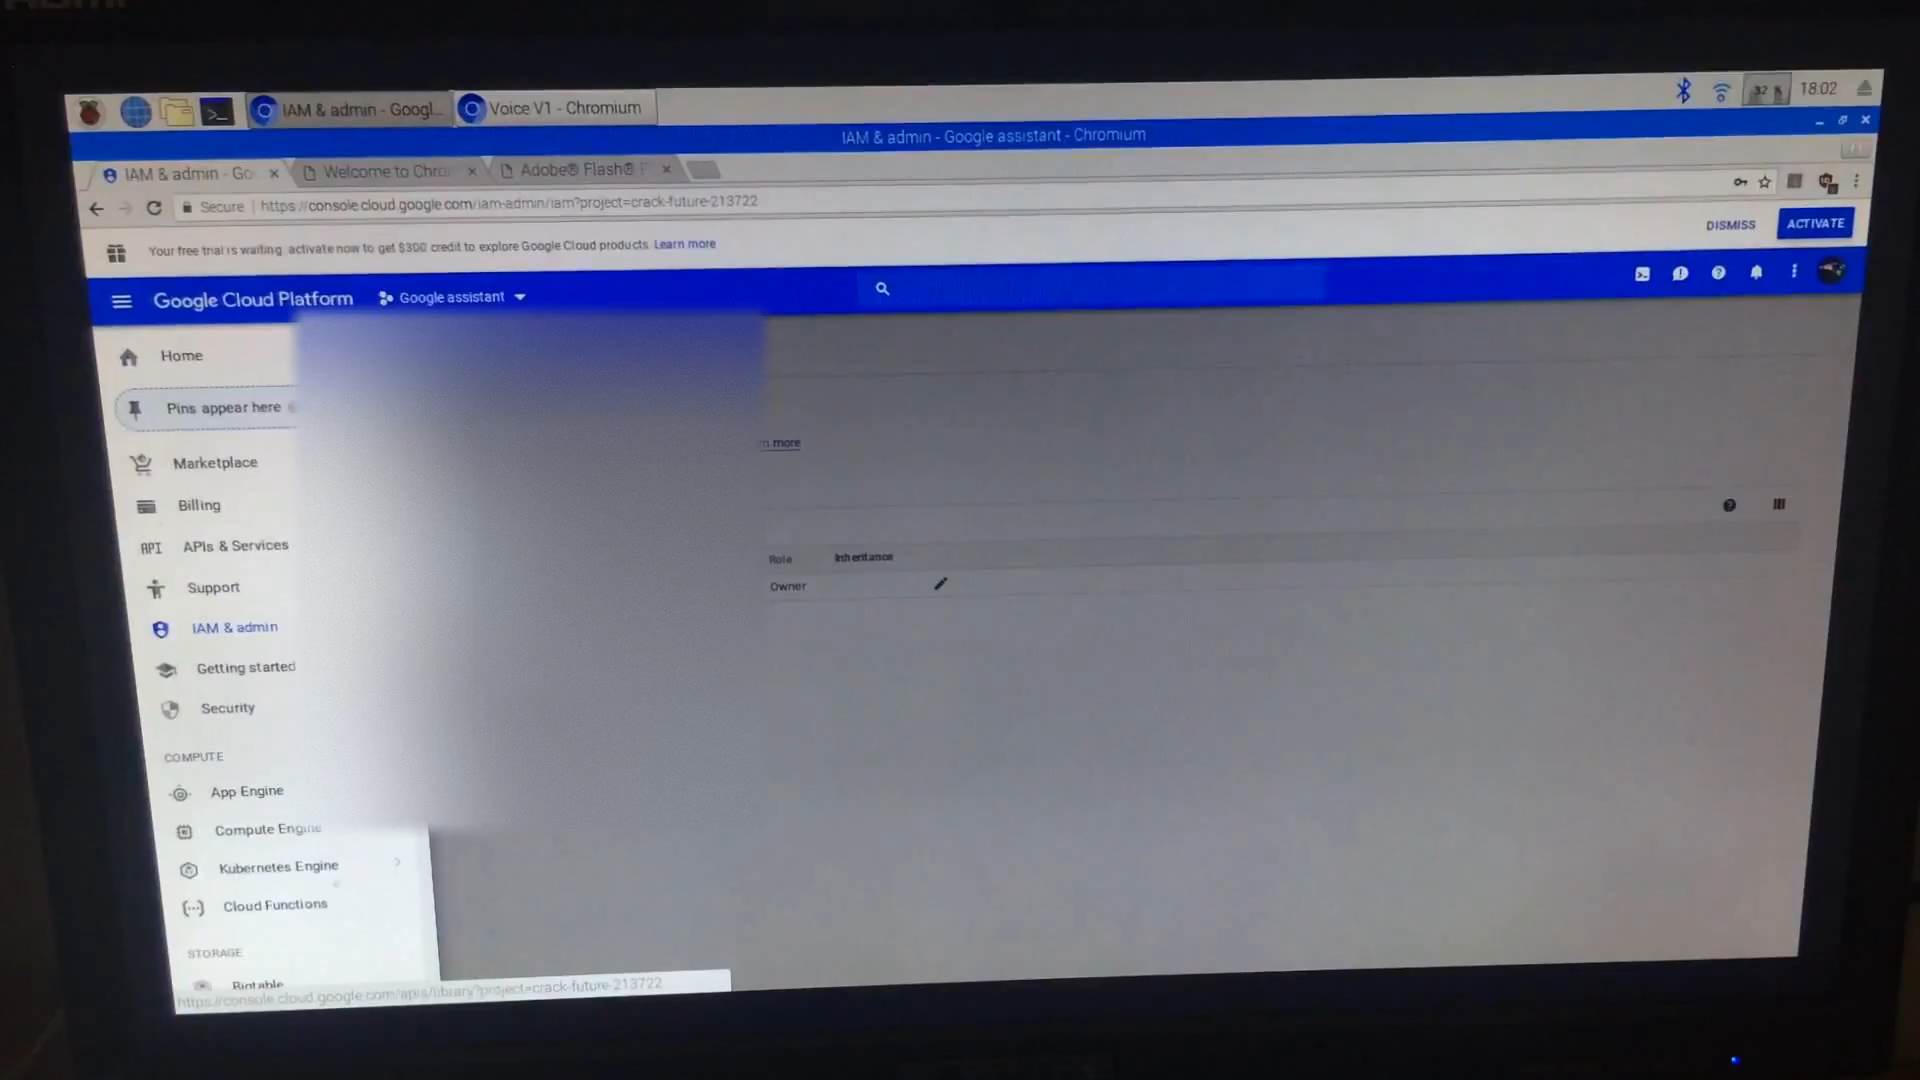 IAM & admin - Googl... Voice V1 - Chromium 18:02
IAM & admin - Google assistant - Chromium
IAM & admin - Go Welcome to Chro Adobe® Flash®
Secure | https://console.cloud.google.com/iam-admin/iam?project=crack-future-213722
Your free trial is waiting: activate now to get $300 credit to explore Google Cloud products. Learn more DISMISS ACTIVATE
Google Cloud Platform Google assistant
Home
Pins appear here
more
Marketplace
Billing
API APIs & Services
Role Inheritance
Support
Owner
IAM & admin
Getting started
Security
COMPUTE
App Engine
Compute Engine
Kubernetes Engine
Cloud Functions
STORAGE
Bigtable
https://console.cloud.google.com/apis/library?project=crack-future-213722